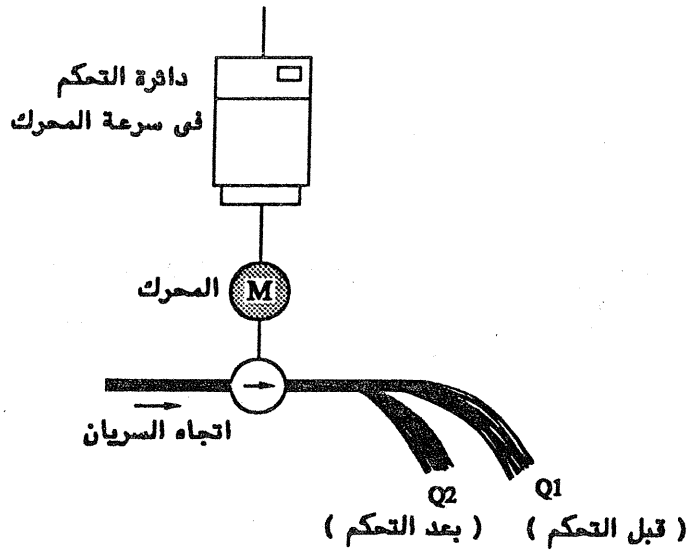 دائرة التحكم
فى سرعة المحرك
المحرك
M
اتجاه السريان
Q1
Q2
( قبل التحكم )
( بعد التحكم )